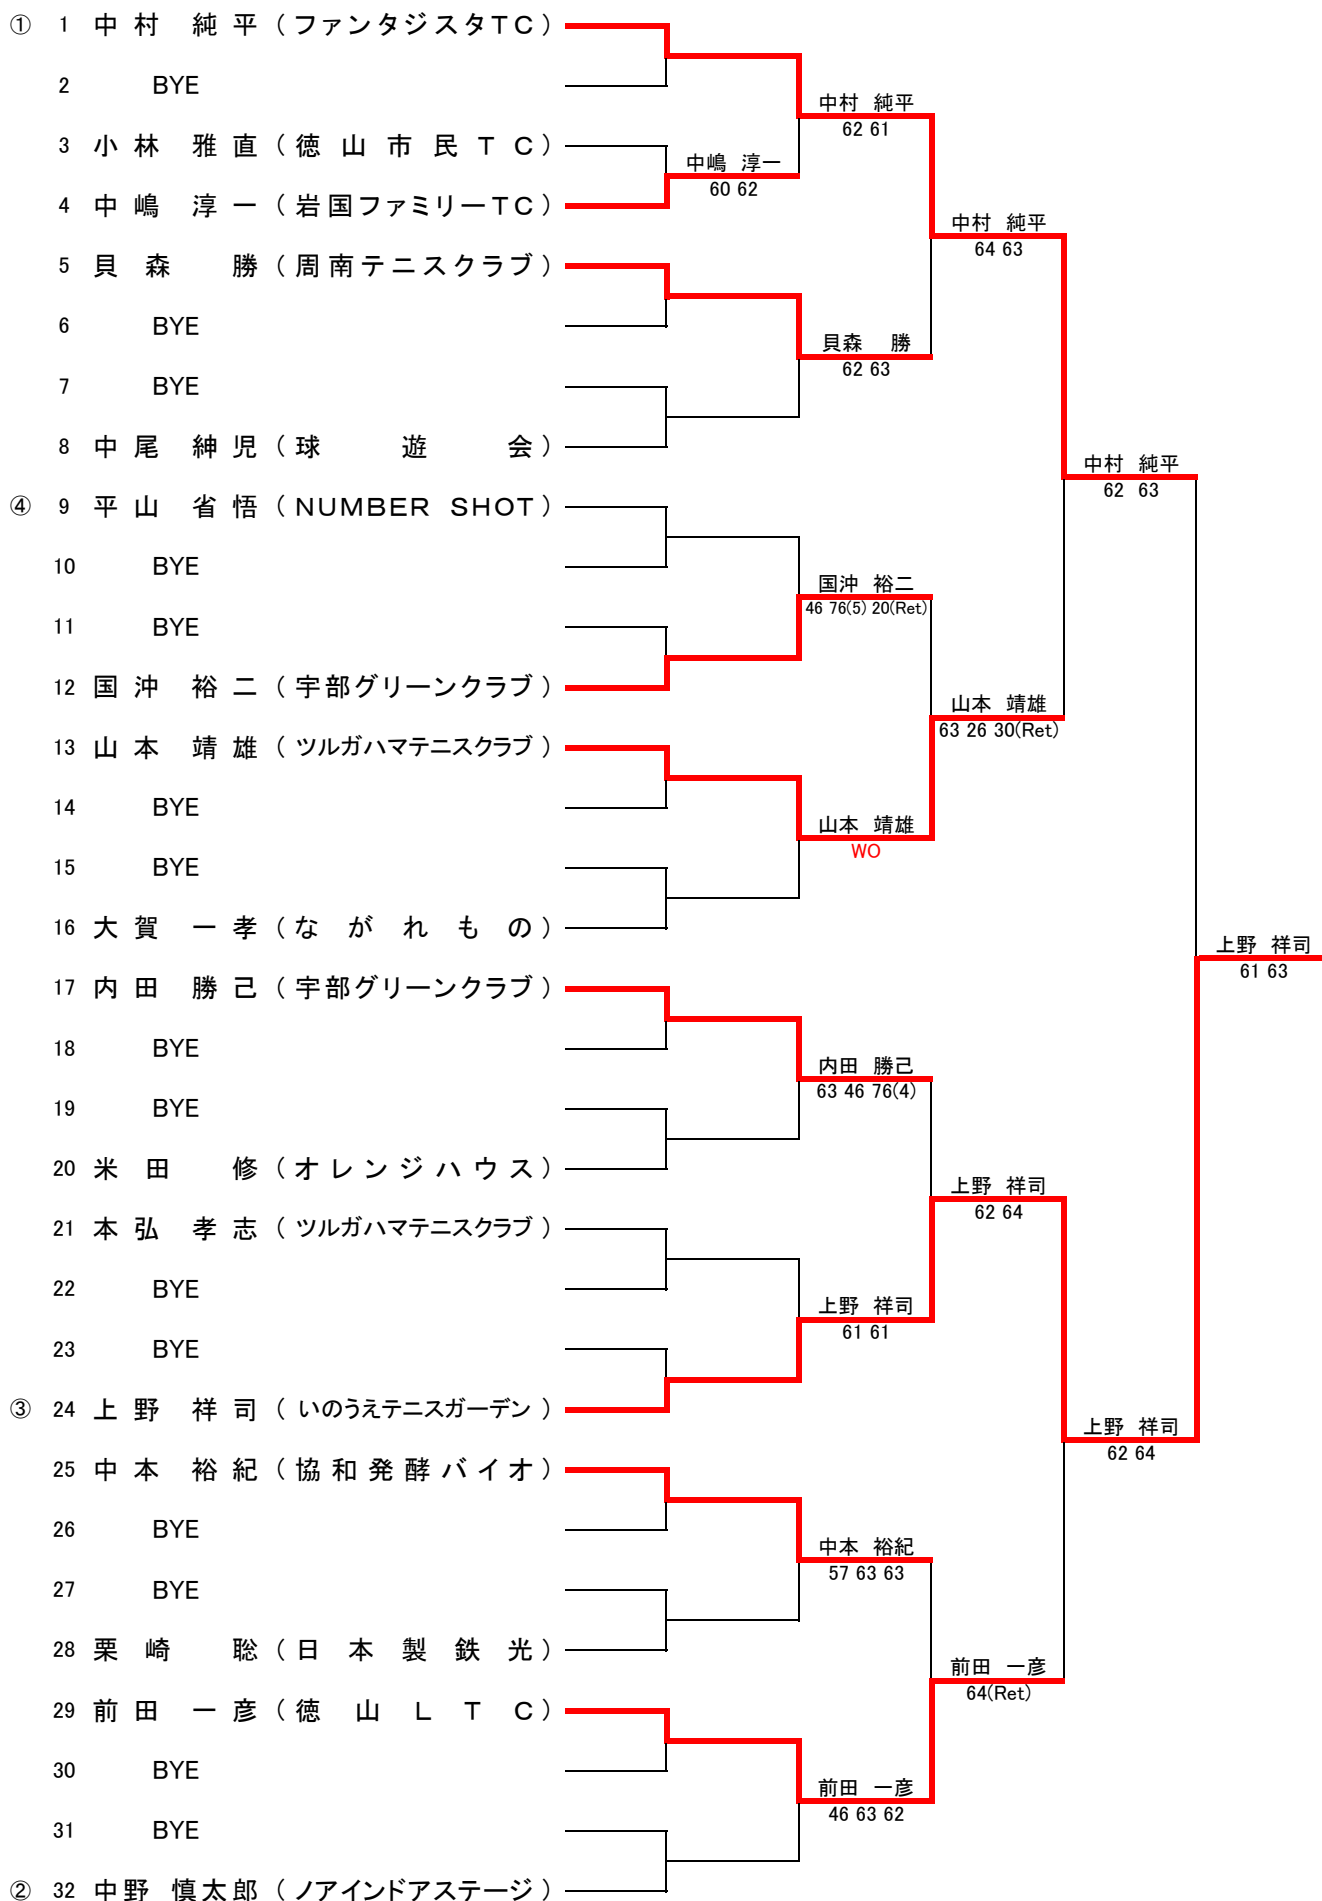 ① 1 中村 純平 (ファンタジスタTC)
2 BYE
中村 純平
62 61
3 小林 雅直 (徳山市民TC)
中嶋 淳一
60 62
4 中嶋 淳一 (岩国ファミリーTC)
中村 純平
64 63
5 貝森 勝 (周南テニスクラブ)
6 BYE
貝森 勝
62 63
7 BYE
8 中尾 紳児 (球遊会)
中村 純平
62 63
④ 9 平山 省悟 (NUMBER SHOT)
10 BYE
国沖 裕二
46 76(5) 20(Ret)
11 BYE
12 国沖 裕二 (宇部グリーンクラブ)
山本 靖雄
63 26 30(Ret)
13 山本 靖雄 (ツルガハマテニスクラブ)
14 BYE
山本 靖雄
WO
15 BYE
16 大賀 一孝 (ながれもの)
上野 祥司
61 63
17 内田 勝己 (宇部グリーンクラブ)
18 BYE
内田 勝己
63 46 76(4)
19 BYE
20 米田 修 (オレンジハウス)
上野 祥司
62 64
21 本弘 孝志 (ツルガハマテニスクラブ)
22 BYE
上野 祥司
61 61
23 BYE
③ 24 上野 祥司 (いのうえテニスガーデン)
上野 祥司
62 64
25 中本 裕紀 (協和発酵バイオ)
26 BYE
中本 裕紀
57 63 63
27 BYE
28 栗崎 聡 (日本製鉄光)
前田 一彦
64(Ret)
29 前田 一彦 (徳山LTC)
30 BYE
前田 一彦
46 63 62
31 BYE
② 32 中野 慎太郎 (ノアインドアステージ)